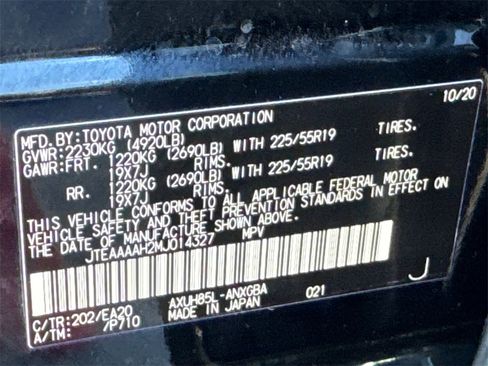 10/20
MFD.BY:TOYOTA MOTOR CORPORATION
GVWR:2230KG (4920LB)
GAWR:FRT. 1220KG (2690LB) WITH 225/55R19 TIRES.
19X7J RIMS.
RR. 1220KG (2690LB) WITH 225/55R19 TIRES.
19X7J RIMS.
THIS VEHICLE CONFORMS TO ALL APPLICABLE FEDERAL MOTOR
VEHICLE SAFETY AND THEFT PREVENTION STANDARDS IN EFFECT ON
THE DATE OF MANUFACTURE SHOWN ABOVE.
JTEAAAAH2MJ014327 MPV
C/TR:202/EA20 AXUH85L-ANXGBA
A/TM: /P710 MADE IN JAPAN 021
J